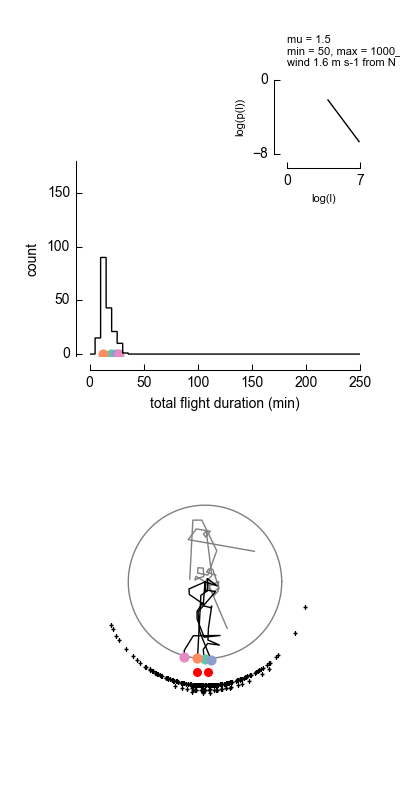 mu = 1.5
min = 50, max = 1000_
wind 1.6 m s-1 from N
0
log(p(l))
−8
0 7
log(l)
150
100
count
50
0
0 50 100 150 200 250
total flight duration (min)